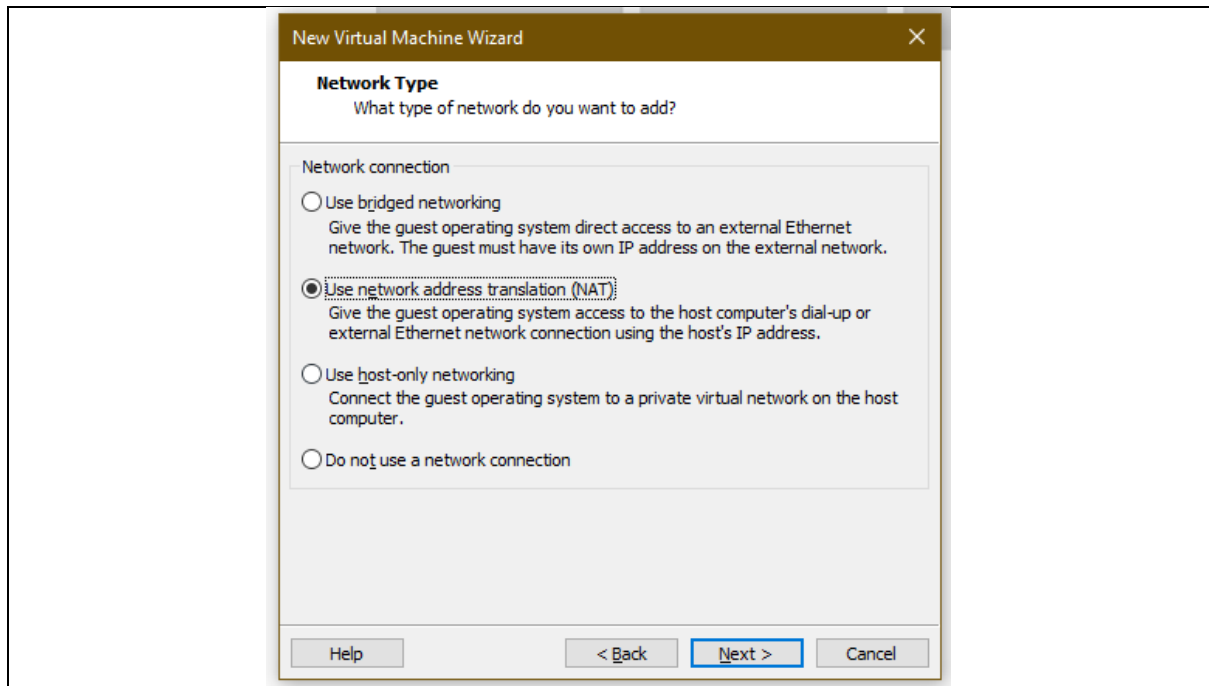 New Virtual Machine Wizard
Network Type
What type of network do you want to add?
Network connection
Use bridged networking
Give the guest operating system direct access to an external Ethernet
network. The guest must have its own IP address on the external network.
Use network address translation (NAT)
Give the guest operating system access to the host computer's dial-up or
external Ethernet network connection using the host's IP address.
Use host-only networking
Connect the guest operating system to a private virtual network on the host
computer.
Do not use a network connection
Help
< Back
Next >
Cancel